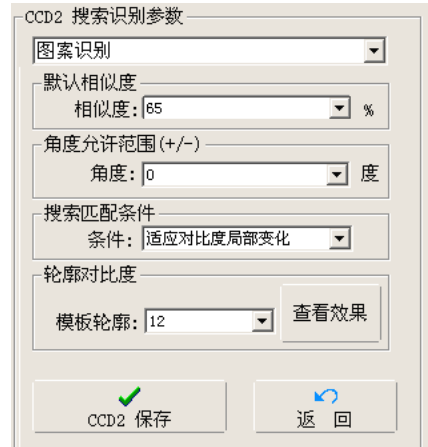 CCD2 搜索识别参数
图案识别
默认相似度
相似度: 65 %
角度允许范围(+/-)
角度: 0 度
搜索匹配条件
条件: 适应对比度局部变化
轮廓对比度
模板轮廓: 12 查看效果
CCD2 保存 返 回